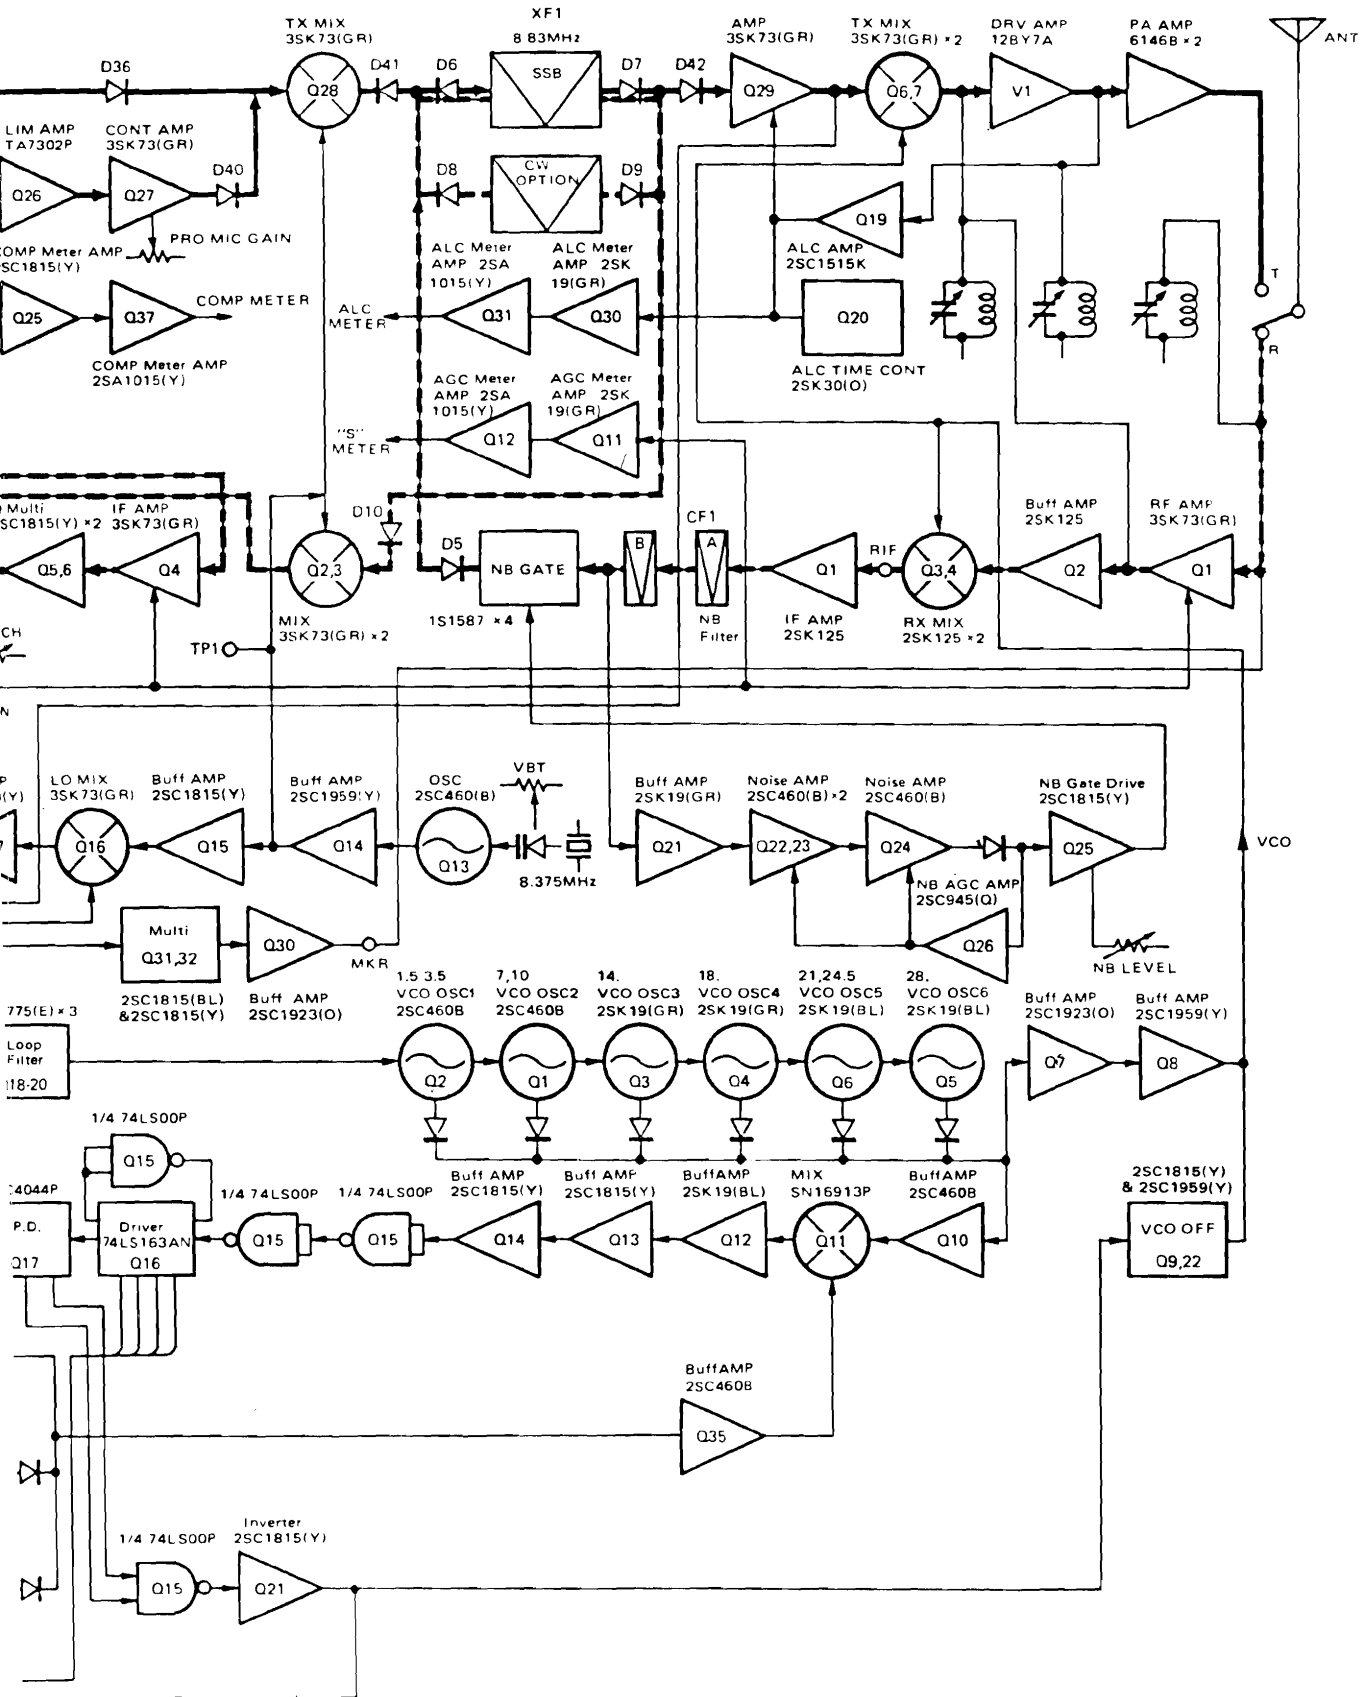 TX MIX
3SK73(GR)
XF1
8 83MHz
AMP
3SK73(GR)
TX MIX
3SK73(GR) ×2
DRV AMP
12BY7A
PA AMP
6146B ×2
ANT
D36
Q28
D41
D6
SSB
D7
D42
Q29
Q6,7
V1
LIM AMP
TA7302P
CONT AMP
3SK73(GR)
Q26
Q27
D40
D8
CW
OPTION
D9
Q19
PRO MIC GAIN
ALC AMP
2SC1515K
COMP Meter AMP
2SC1815(Y)
ALC Meter
AMP 2SA
1015(Y)
ALC Meter
AMP 2SK
19(GR)
T
Q25
Q37
COMP METER
ALC
METER
Q31
Q30
Q20
R
COMP Meter AMP
2SA1015(Y)
ALC TIME CONT
2SK30(O)
AGC Meter
AMP 2SA
1015(Y)
AGC Meter
AMP 2SK
19(GR)
"S"
METER
Q12
Q11
Multi
SC1815(Y) ×2
IF AMP
3SK73(GR)
D10
CF1
Buff AMP
2SK125
RF AMP
3SK73(GR)
Q5,6
Q4
Q2,3
D5
NB GATE
B
A
Q1
RIF
Q3,4
Q2
Q1
MIX
3SK73(GR) ×2
1S1587 ×4
NB
Filter
IF AMP
2SK125
RX MIX
2SK125 ×2
CH
TP1
N
P
(Y)
LO MIX
3SK73(GR)
Buff AMP
2SC1815(Y)
Buff AMP
2SC1959(Y)
OSC
2SC460(B)
VBT
Buff AMP
2SK19(GR)
Noise AMP
2SC460(B)×2
Noise AMP
2SC460(B)
NB Gate Drive
2SC1815(Y)
7
Q16
Q15
Q14
Q13
8.375MHz
Q21
Q22,23
Q24
Q25
VCO
NB AGC AMP
2SC945(Q)
Q26
Multi
Q31,32
Q30
MKR
NB LEVEL
2SC1815(BL)
&2SC1815(Y)
Buff AMP
2SC1923(O)
1.5 3.5
VCO OSC1
2SC460B
7,10
VCO OSC2
2SC460B
14.
VCO OSC3
2SK19(GR)
18.
VCO OSC4
2SK19(GR)
21,24.5
VCO OSC5
2SK19(BL)
28.
VCO OSC6
2SK19(BL)
Buff AMP
2SC1923(O)
Buff AMP
2SC1959(Y)
775(E)×3
Loop
Filter
18-20
Q2
Q1
Q3
Q4
Q6
Q5
Q7
Q8
1/4 74LS00P
Q15
C4044P
P.D.
Q17
Driver
74LS163AN
Q16
1/4 74LS00P
Q15
1/4 74LS00P
Q15
Buff AMP
2SC1815(Y)
Q14
Buff AMP
2SC1815(Y)
Q13
BuffAMP
2SK19(BL)
Q12
MIX
SN16913P
Q11
BuffAMP
2SC460B
Q10
2SC1815(Y)
& 2SC1959(Y)
VCO OFF
Q9,22
BuffAMP
2SC460B
Q35
1/4 74LS00P
Q15
Inverter
2SC1815(Y)
Q21